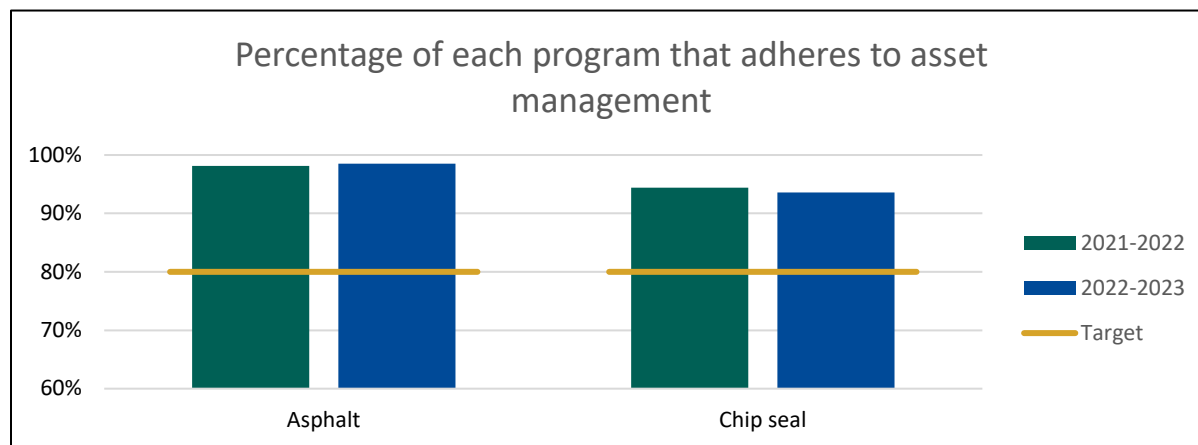 Percentage of each program that adheres to asset
management
100%
90%
80%
70%
60%
Asphalt
Chip seal
2021-2022
2022-2023
Target